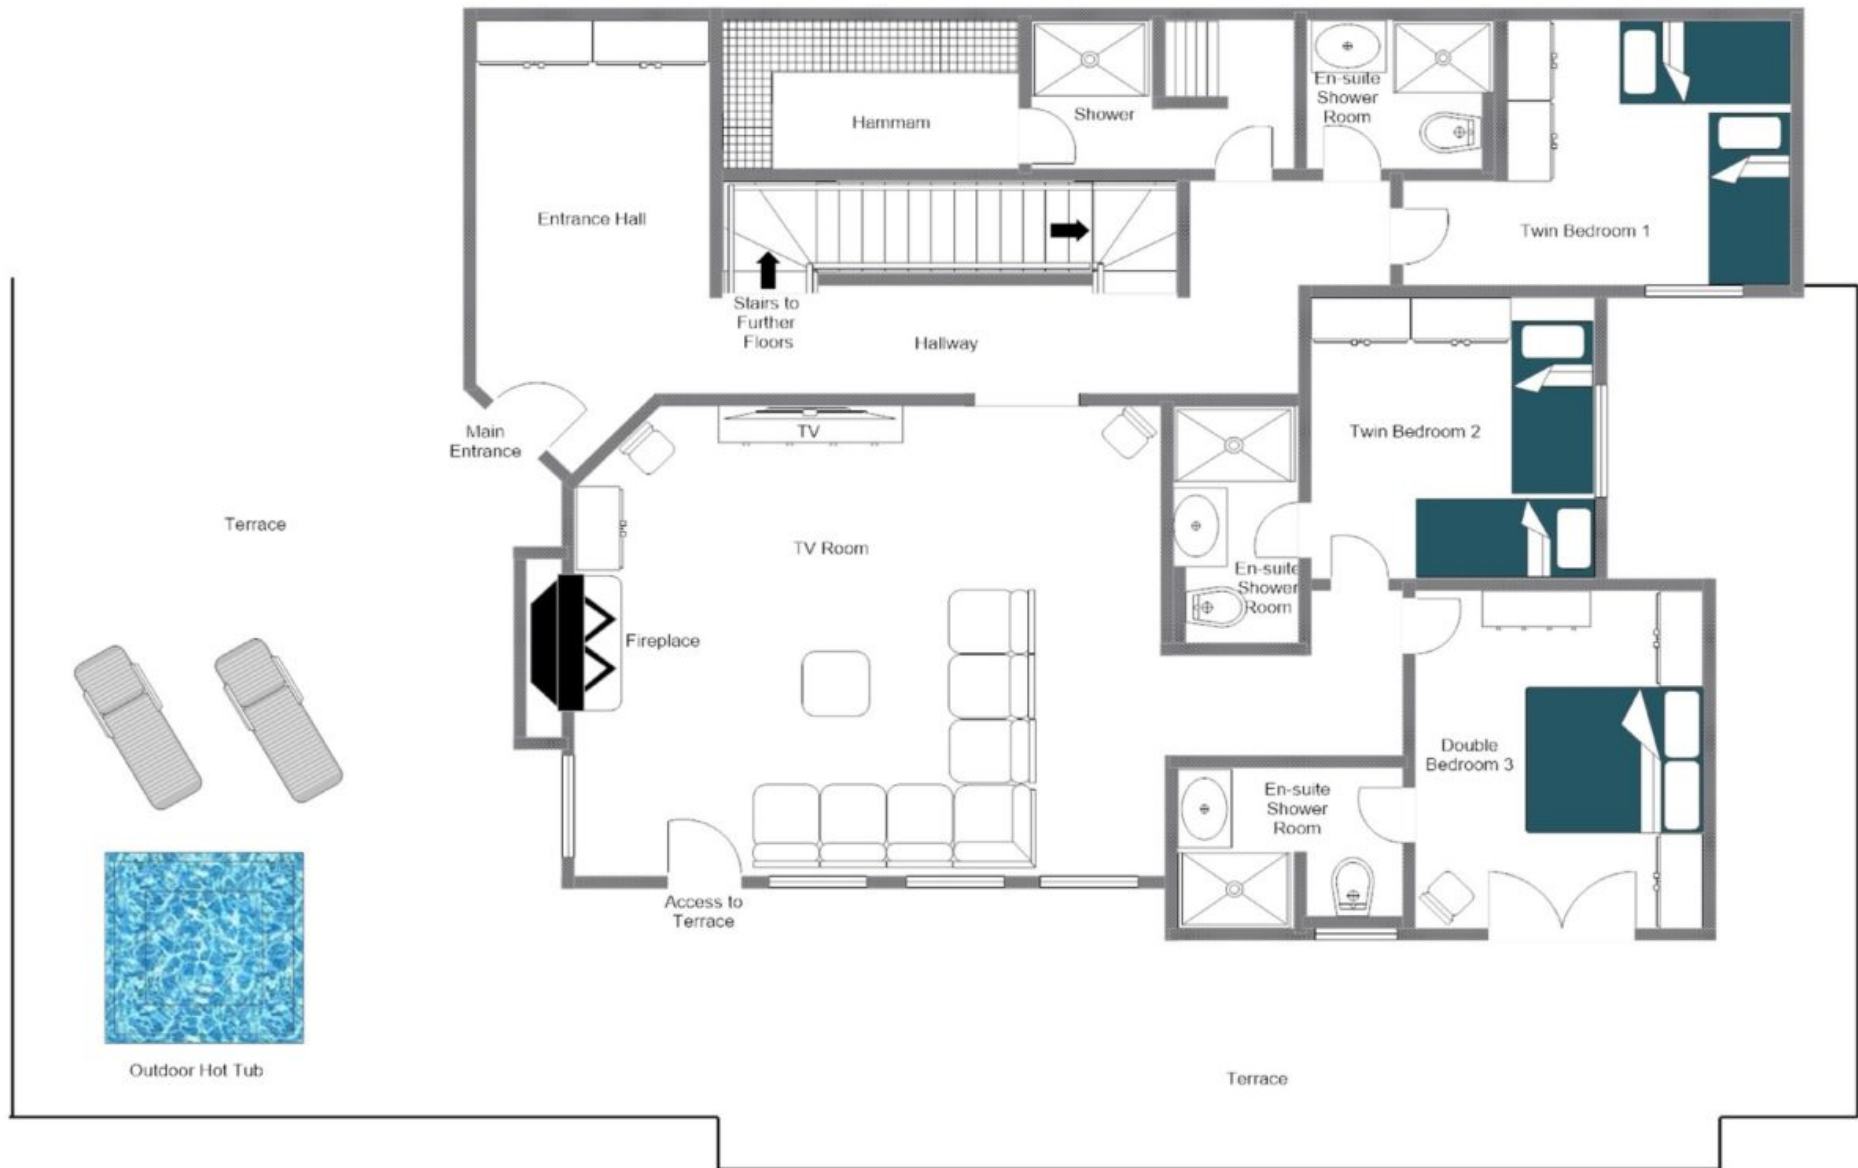 En-suite
Shower
Room
Shower
Hammam
Entrance Hall
Twin Bedroom 1
Stairs to
Further
Floors
Hallway
Main
Entrance
TV
Twin Bedroom 2
Terrace
TV Room
En-suite
Shower
Room
Fireplace
Double
Bedroom 3
En-suite
Shower
Room
Access to
Terrace
Outdoor Hot Tub
Terrace